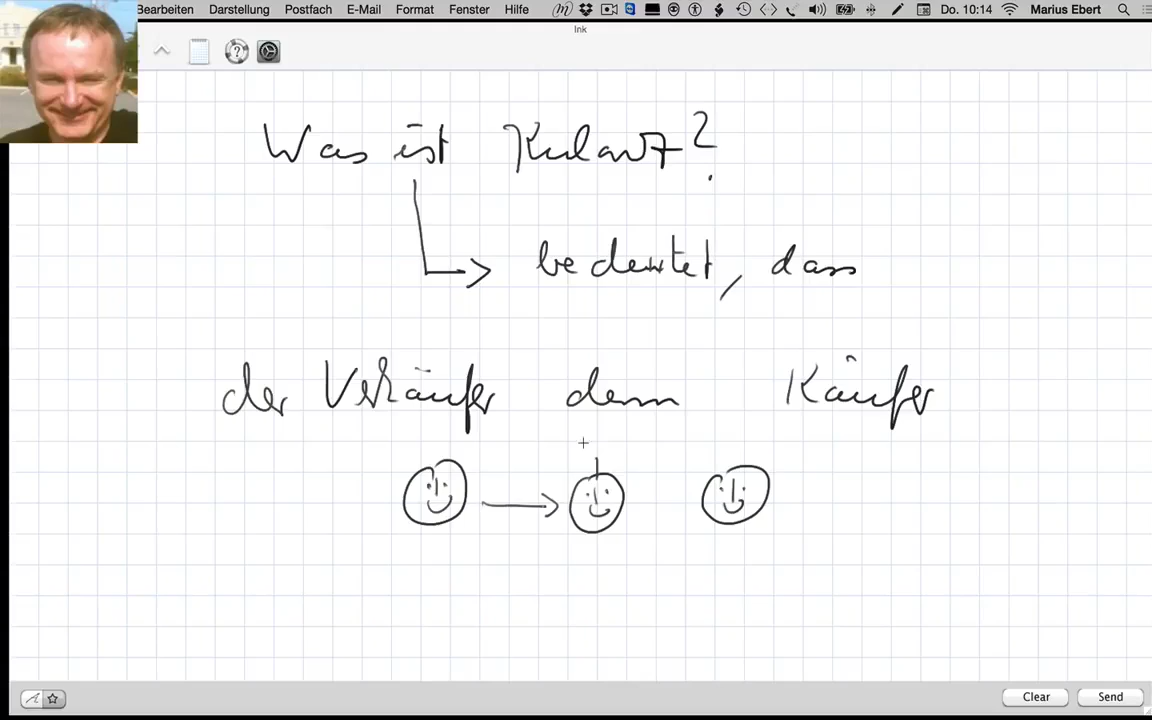 Bearbeiten Darstellung Postfach E-Mail Format Fenster Hilfe Do. 10:14 Marius Ebert
Ink
Was ist Kulanz?
bedeutet, dass
der Verkäufer dem Käufer
Clear Send